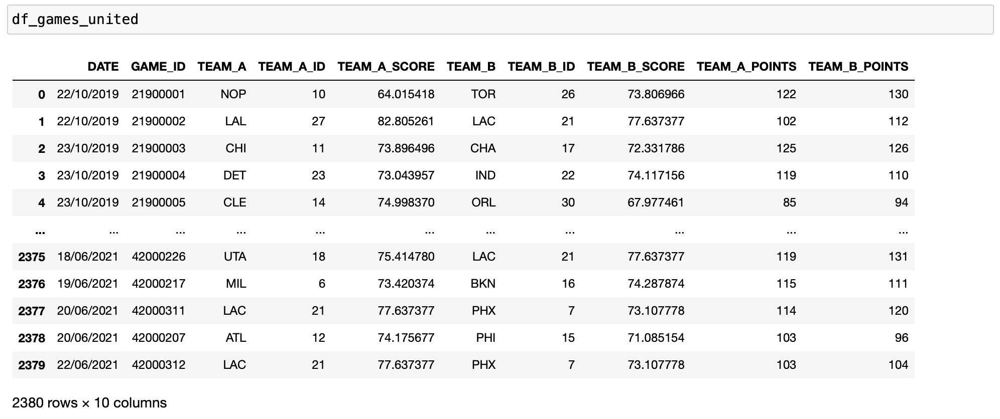 df_games_united
DATE GAME_ID TEAM_A TEAM_A_ID TEAM_A_SCORE TEAM_B TEAM_B_ID TEAM_B_SCORE TEAM_A_POINTS TEAM_B_POINTS
0 22/10/2019 21900001 NOP 10 64.015418 TOR 26 73.806966 122 130
1 22/10/2019 21900002 LAL 27 82.805261 LAC 21 77.637377 102 112
2 23/10/2019 21900003 CHI 11 73.896496 CHA 17 72.331786 125 126
3 23/10/2019 21900004 DET 23 73.043957 IND 22 74.117156 119 110
4 23/10/2019 21900005 CLE 14 74.998370 ORL 30 67.977461 85 94
... ... ... ... ... ... ... ... ... ... ...
2375 18/06/2021 42000226 UTA 18 75.414780 LAC 21 77.637377 119 131
2376 19/06/2021 42000217 MIL 6 73.420374 BKN 16 74.287874 115 111
2377 20/06/2021 42000311 LAC 21 77.637377 PHX 7 73.107778 114 120
2378 20/06/2021 42000207 ATL 12 74.175677 PHI 15 71.085154 103 96
2379 22/06/2021 42000312 LAC 21 77.637377 PHX 7 73.107778 103 104
2380 rows × 10 columns